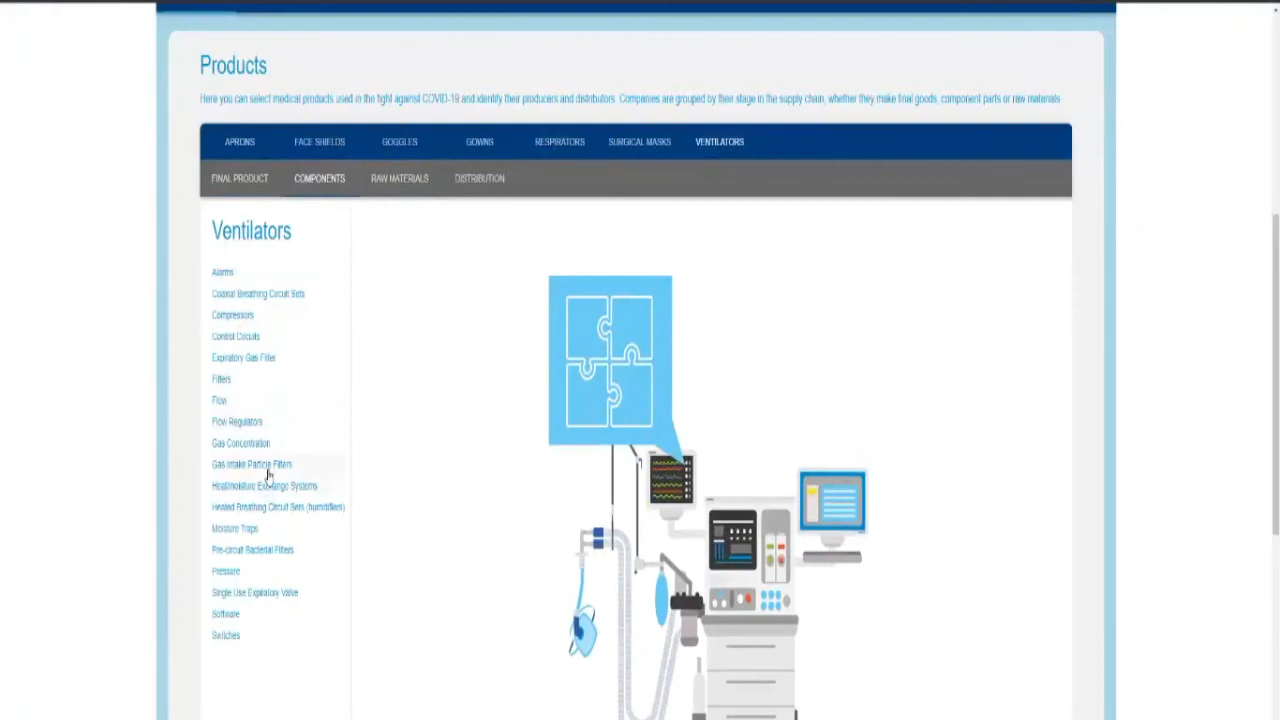 Products
Here you can select medical products used in the fight against COVID-19 and identify their producers and distributors. Companies are grouped by their stage in the supply chain, whether they make final goods, component parts or raw materials
APRONS FACE SHIELDS GOGGLES GOWNS RESPIRATORS SURGICAL MASKS VENTILATORS
FINAL PRODUCT COMPONENTS RAW MATERIALS DISTRIBUTION
Ventilators
Alarms
Coaxial Breathing Circuit Sets
Compressors
Control Circuits
Expiratory Gas Filter
Filters
Flow
Flow Regulators
Gas Concentration
Gas Intake Particle Filters
Heat/moisture Exchange Systems
Heated Breathing Circuit Sets (humidifiers)
Moisture Traps
Pre-circuit Bacterial Filters
Pressure
Single Use Expiratory Valve
Software
Switches